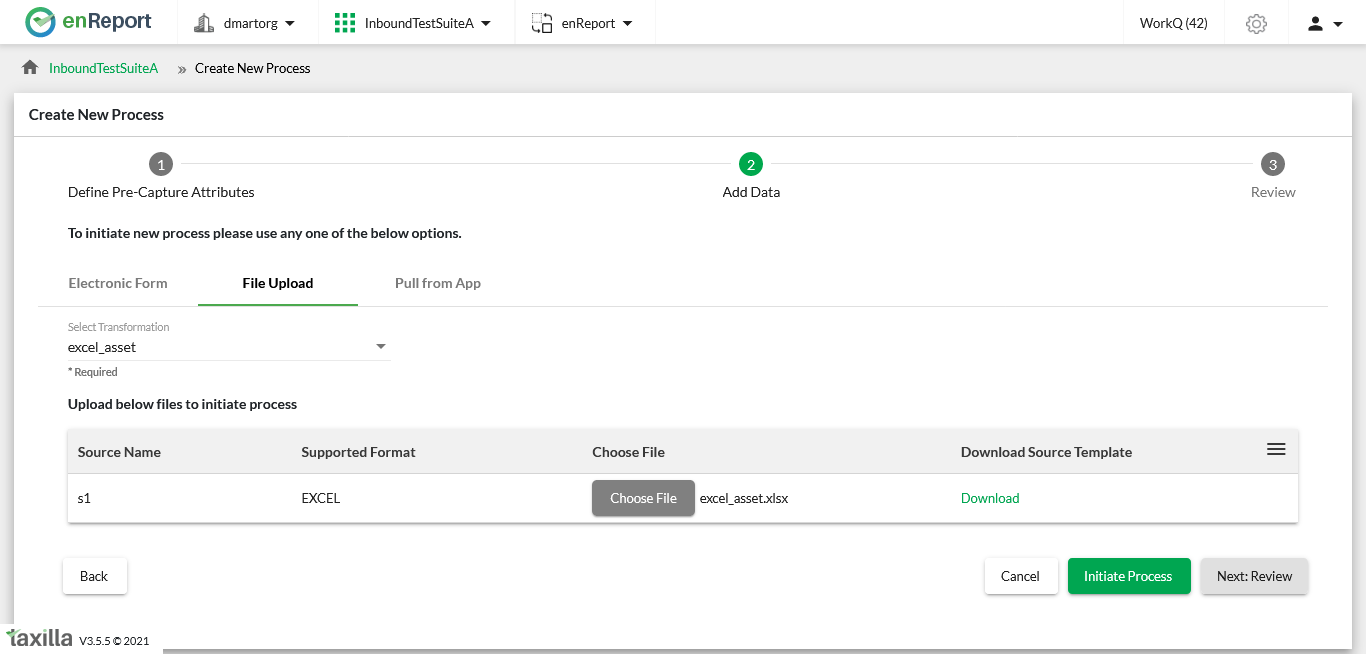 enReport dmartorg InboundTestSuiteA enReport WorkQ (42)
InboundTestSuiteA » Create New Process
Create New Process
1 2 3
Define Pre-Capture Attributes Add Data Review
To initiate new process please use any one of the below options.
Electronic Form File Upload Pull from App
Select Transformation
excel_asset
* Required
Upload below files to initiate process
Source Name Supported Format Choose File Download Source Template
s1 EXCEL Choose File excel_asset.xlsx Download
Back Cancel Initiate Process Next: Review
taxilla V3.5.5 © 2021